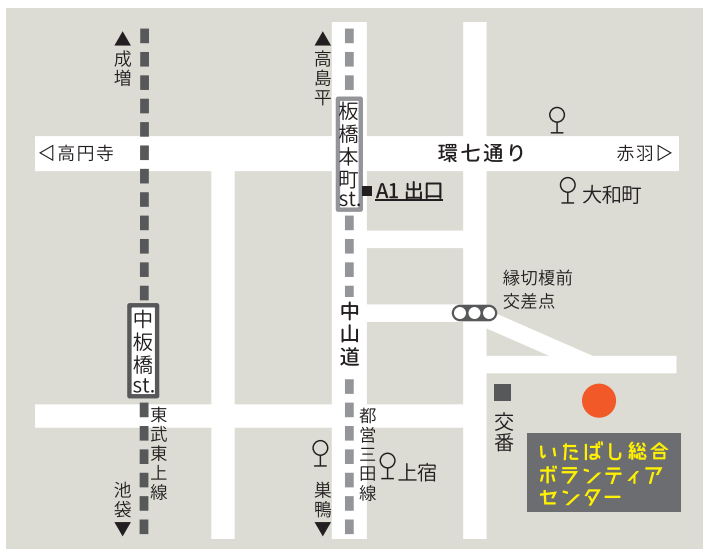 成増
高島平
高円寺
板橋本町st.
環七通り
赤羽
A1 出口
大和町
縁切榎前
交差点
中山道
中板橋st.
東武東上線
都営三田線
交番
池袋
巣鴨
上宿
いたばし総合
ボランティア
センター